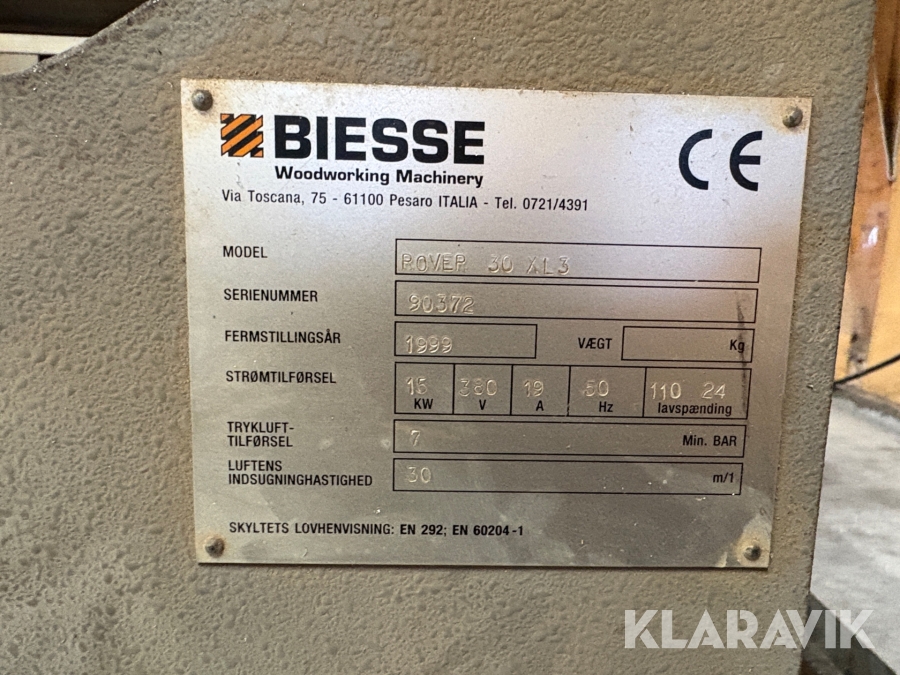 BIESSE
Woodworking Machinery
CE
Via Toscana, 75 - 61100 Pesaro ITALIA - Tel. 0721/4391
MODEL ROVER 30 XL3
SERIENUMMER 90372
FERMSTILLINGSÅR 1999 VÆGT Kg
STRØMTILFØRSEL 15 KW 380 V 19 A 50 Hz 110 24 lavspænding
TRYKLUFT-
TILFØRSEL 7 Min. BAR
LUFTENS
INDSUGNINGHASTIGHED 30 m/1
SKYLTETS LOVHENVISNING: EN 292; EN 60204-1
KLARAVIK